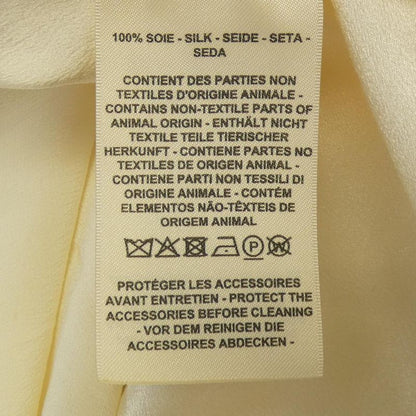 100% SOIE - SILK - SEIDE - SETA -
SEDA
CONTIENT DES PARTIES NON
TEXTILES D'ORIGINE ANIMALE -
CONTAINS NON-TEXTILE PARTS OF
ANIMAL ORIGIN - ENTHÄLT NICHT
TEXTILE TEILE TIERISCHER
HERKUNFT - CONTIENE PARTES NO
TEXTILES DE ORIGEN ANIMAL -
CONTIENE PARTI NON TESSILI DI
ORIGINE ANIMALE - CONTÉM
ELEMENTOS NÃO-TÊXTEIS DE
ORIGEM ANIMAL
P W
PROTÉGER LES ACCESSOIRES
AVANT ENTRETIEN - PROTECT THE
ACCESSORIES BEFORE CLEANING
- VOR DEM REINIGEN DIE
ACCESSOIRES ABDECKEN -